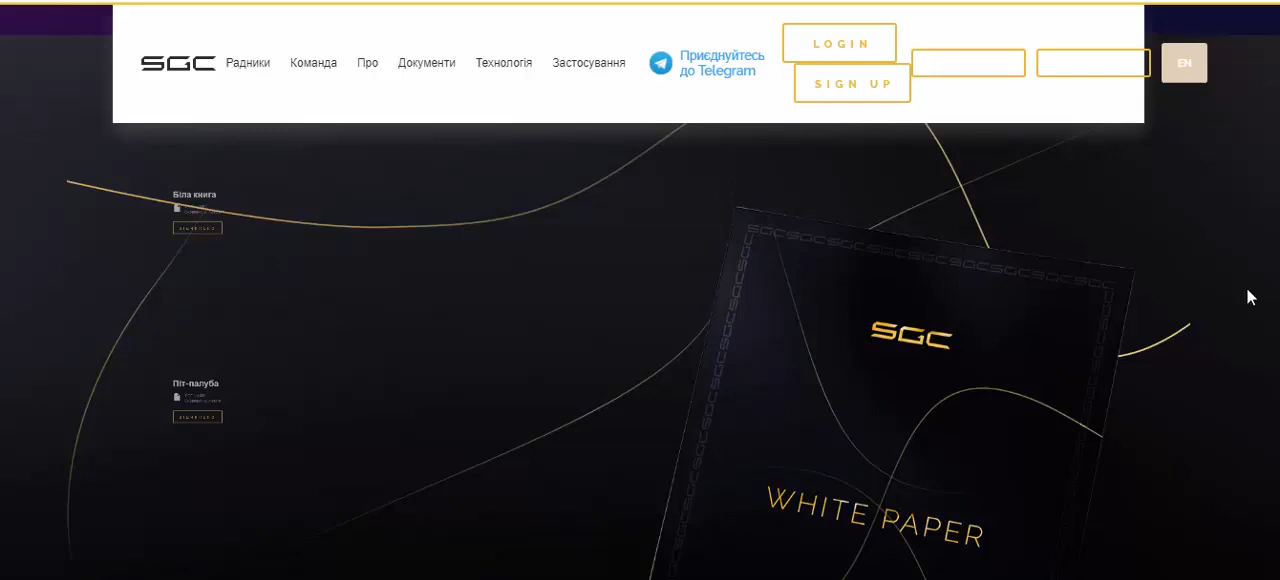 SGC
Радники
Команда
Про
Документи
Технологія
Застосування
Приєднуйтесь
до Telegram
LOGIN
SIGN UP
EN
Біла книга
Піт-палуба
SGC
WHITE PAPER